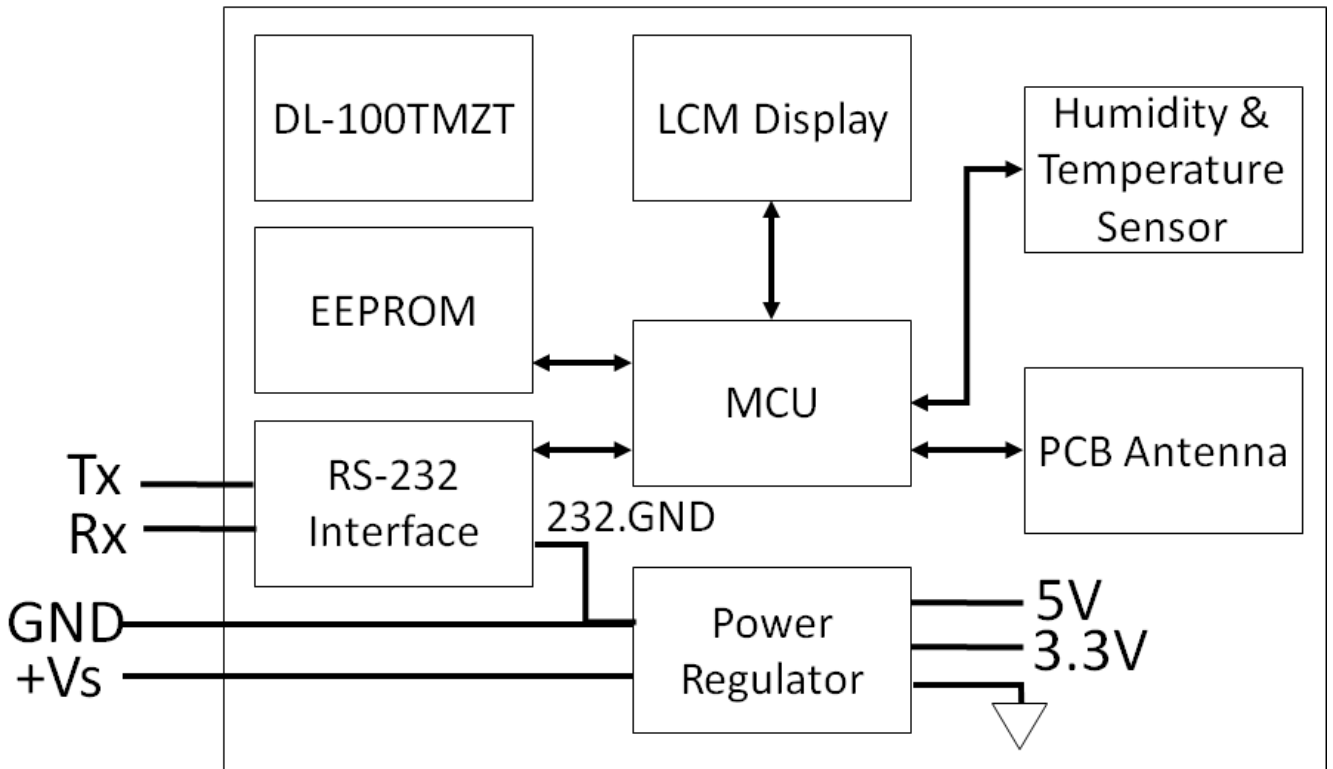 DL-100TMZT
LCM Display
Humidity &
Temperature
Sensor
EEPROM
MCU
PCB Antenna
Tx
Rx
RS-232
Interface
232.GND
GND
+Vs
Power
Regulator
5V
3.3V